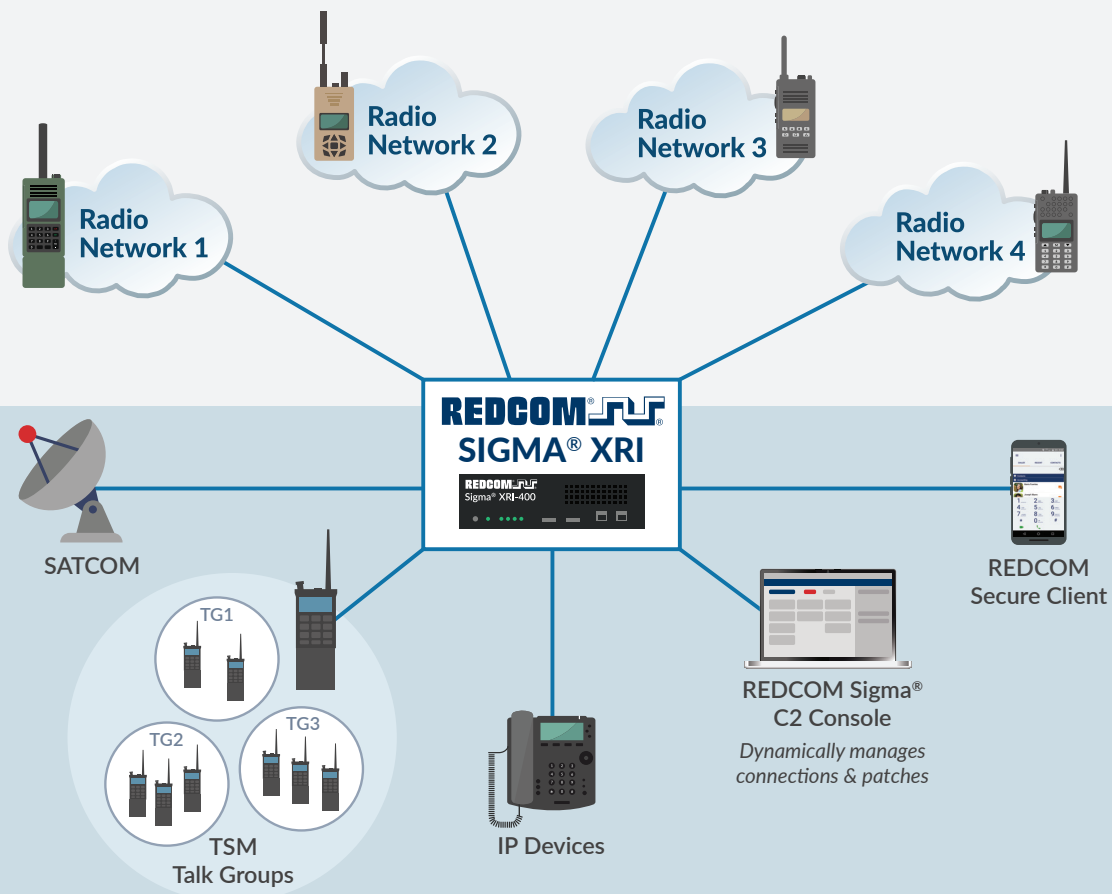 Radio
Network 1
Radio
Network 2
Radio
Network 3
Radio
Network 4
REDCOM®
®
SIGMA® XRI
REDCOM
Sigma® XRI-400
SATCOM
REDCOM
Secure Client
TG1
TG2
TG3
TSM
Talk Groups
IP Devices
REDCOM Sigma®
C2 Console
Dynamically manages
connections & patches